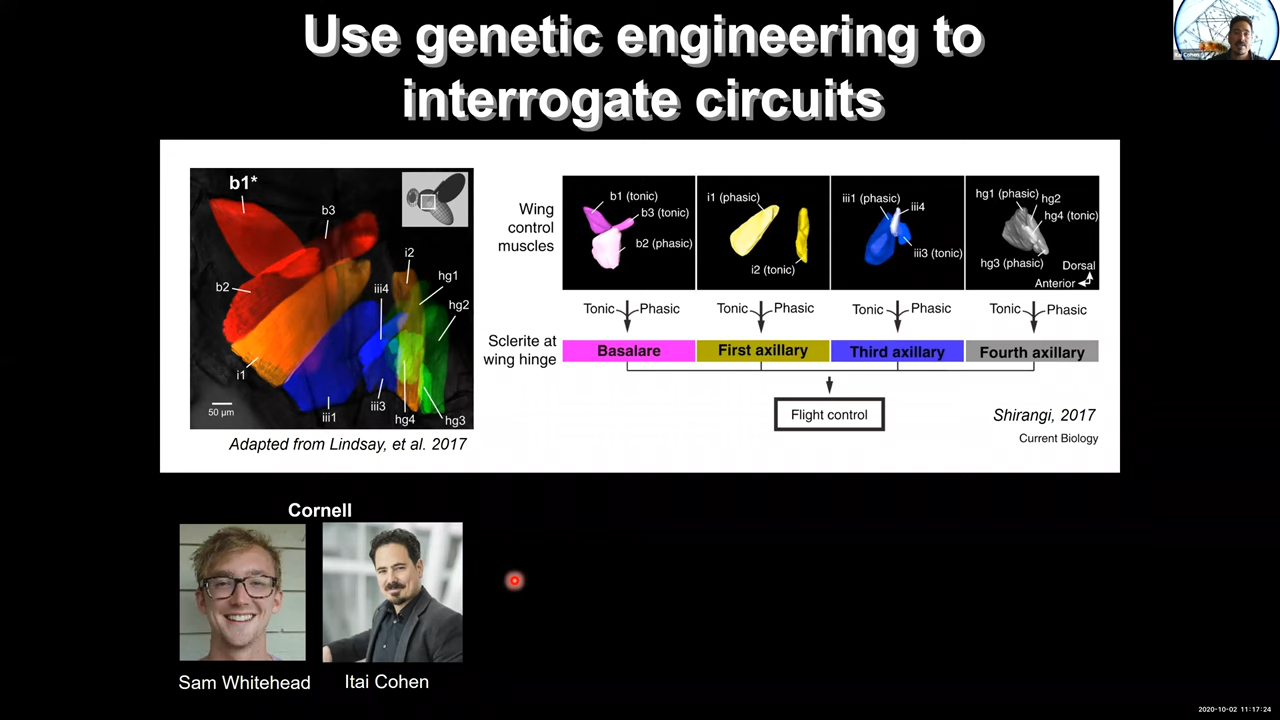 Use genetic engineering to
interrogate circuits
b1*
b3
b2
i2
hg1
iii4
hg2
i1
50 µm
iii1
iii3
hg4
hg3
Adapted from Lindsay, et al. 2017
Wing
control
muscles
b1 (tonic)
b3 (tonic)
b2 (phasic)
i1 (phasic)
i2 (tonic)
iii1 (phasic)
iii4
iii3 (tonic)
hg1 (phasic)
hg2
hg4 (tonic)
hg3 (phasic)
Dorsal
Anterior
Tonic Phasic
Tonic Phasic
Tonic Phasic
Tonic Phasic
Sclerite at
wing hinge
Basalare
First axillary
Third axillary
Fourth axillary
Flight control
Shirangi, 2017
Current Biology
Cornell
Sam Whitehead
Itai Cohen
Itai Cohen
2020-10-02 11:17:24